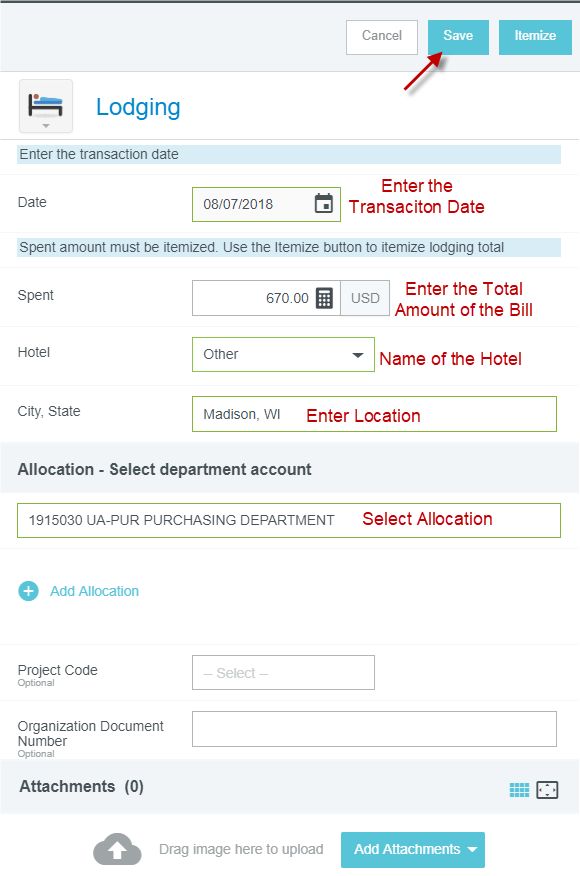 Cancel Save Itemize
Lodging
Enter the transaction date
Date 08/07/2018 Enter the
Transaciton Date
Spent amount must be itemized. Use the Itemize button to itemize lodging total
Spent 670.00 USD Enter the Total
Amount of the Bill
Hotel Other Name of the Hotel
City, State Madison, WI Enter Location
Allocation - Select department account
1915030 UA-PUR PURCHASING DEPARTMENT Select Allocation
Add Allocation
Project Code -- Select --
Optional
Organization Document
Number
Optional
Attachments (0)
Drag image here to upload Add Attachments